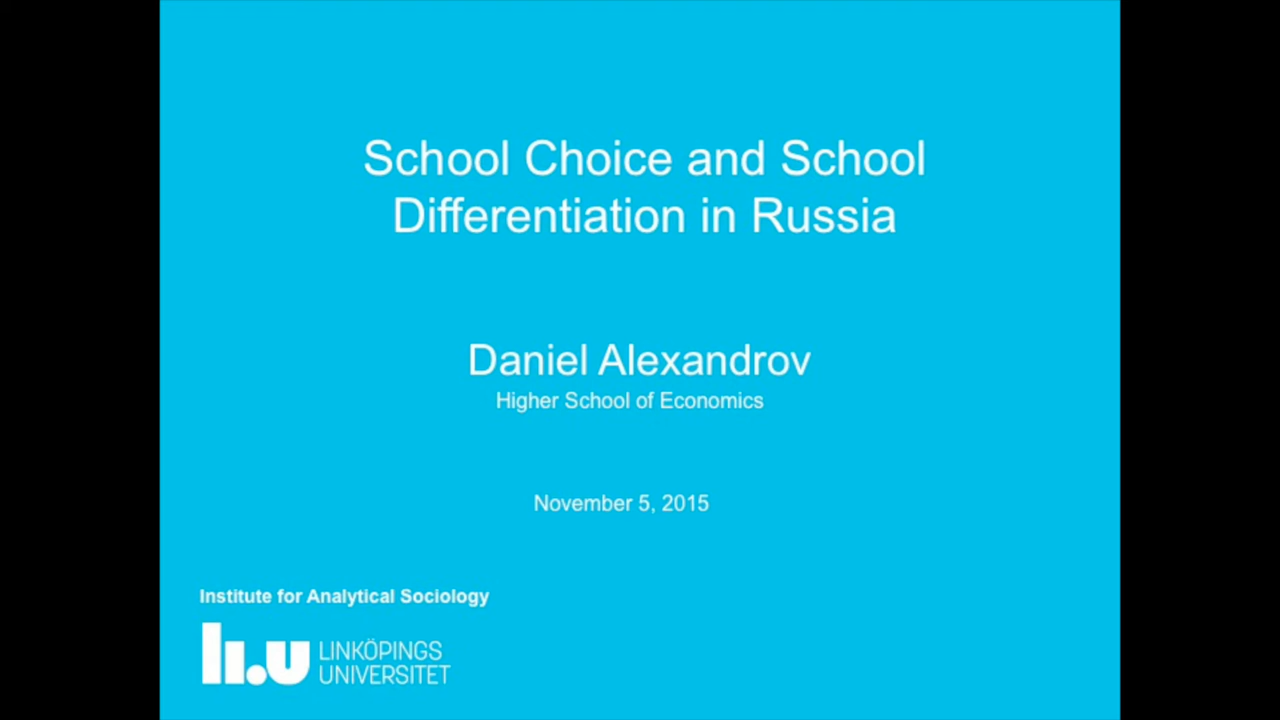 School Choice and School
Differentiation in Russia
Daniel Alexandrov
Higher School of Economics
November 5, 2015
Institute for Analytical Sociology
li.u LINKÖPINGS
UNIVERSITET